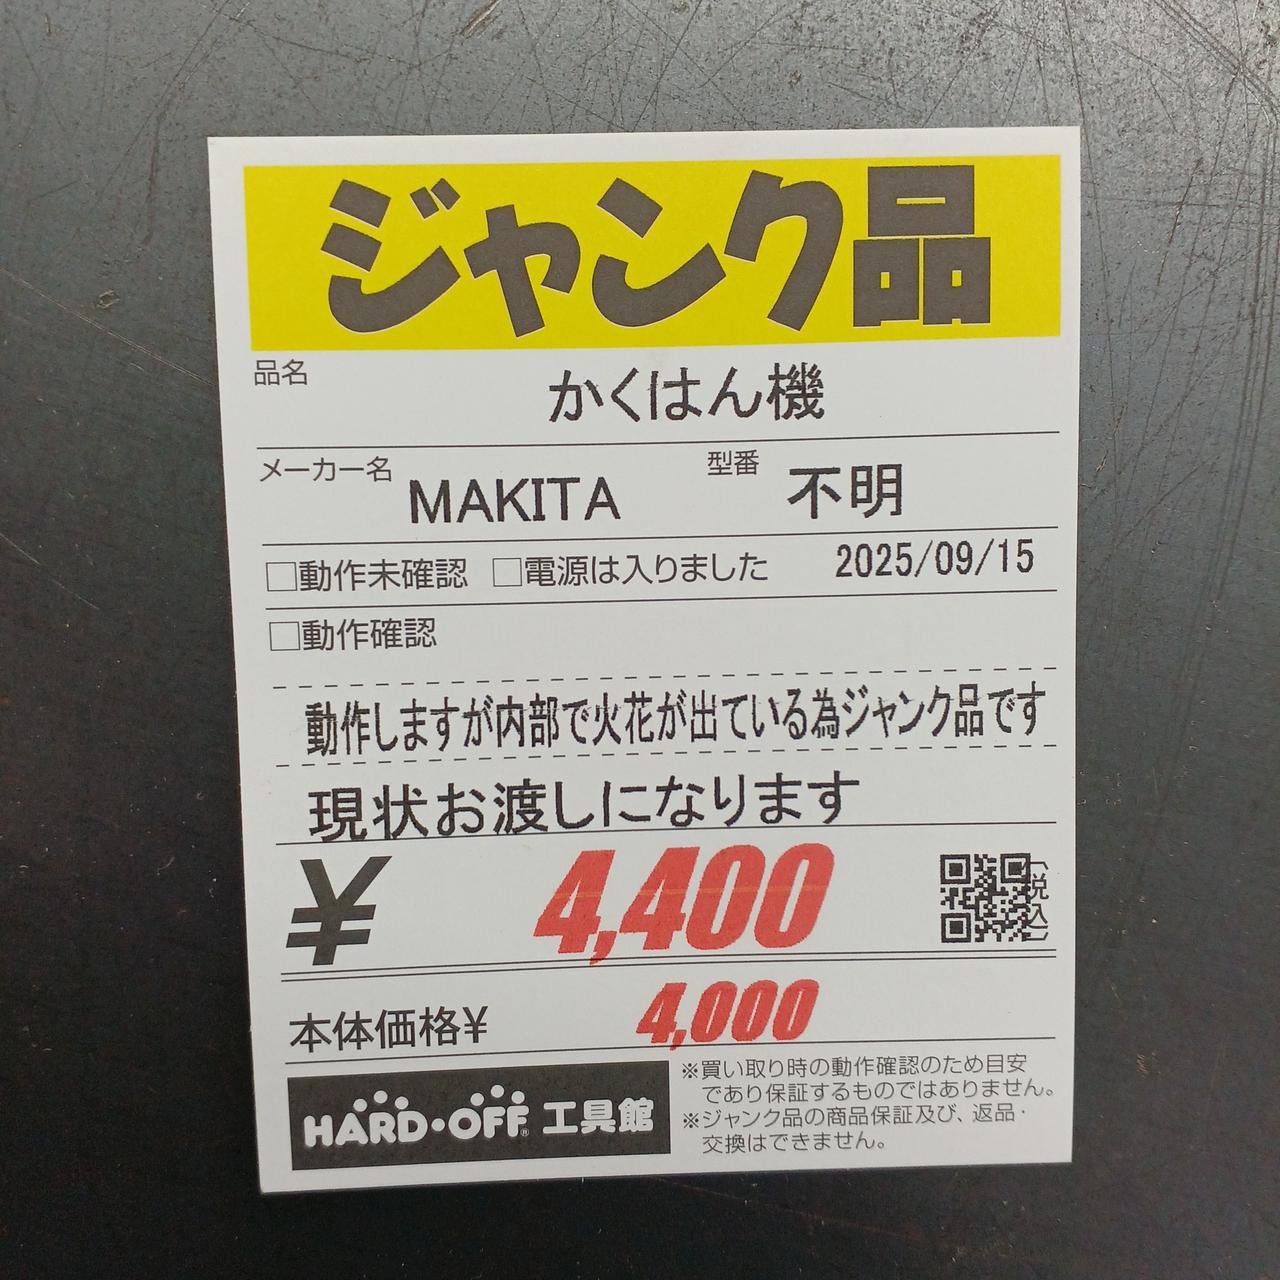 ジャンク品
品名 かくはん機
メーカー名 MAKITA 型番 不明
□動作未確認 □電源は入りました 2025/09/15
□動作確認
動作しますが内部で火花が出ている為ジャンク品です
現状お渡しになります
¥ 4,400 (税込)
本体価格¥ 4,000
HARD・OFF® 工具館
※買い取り時の動作確認のため目安
であり保証するものではありません。
※ジャンク品の商品保証及び、返品・
交換はできません。